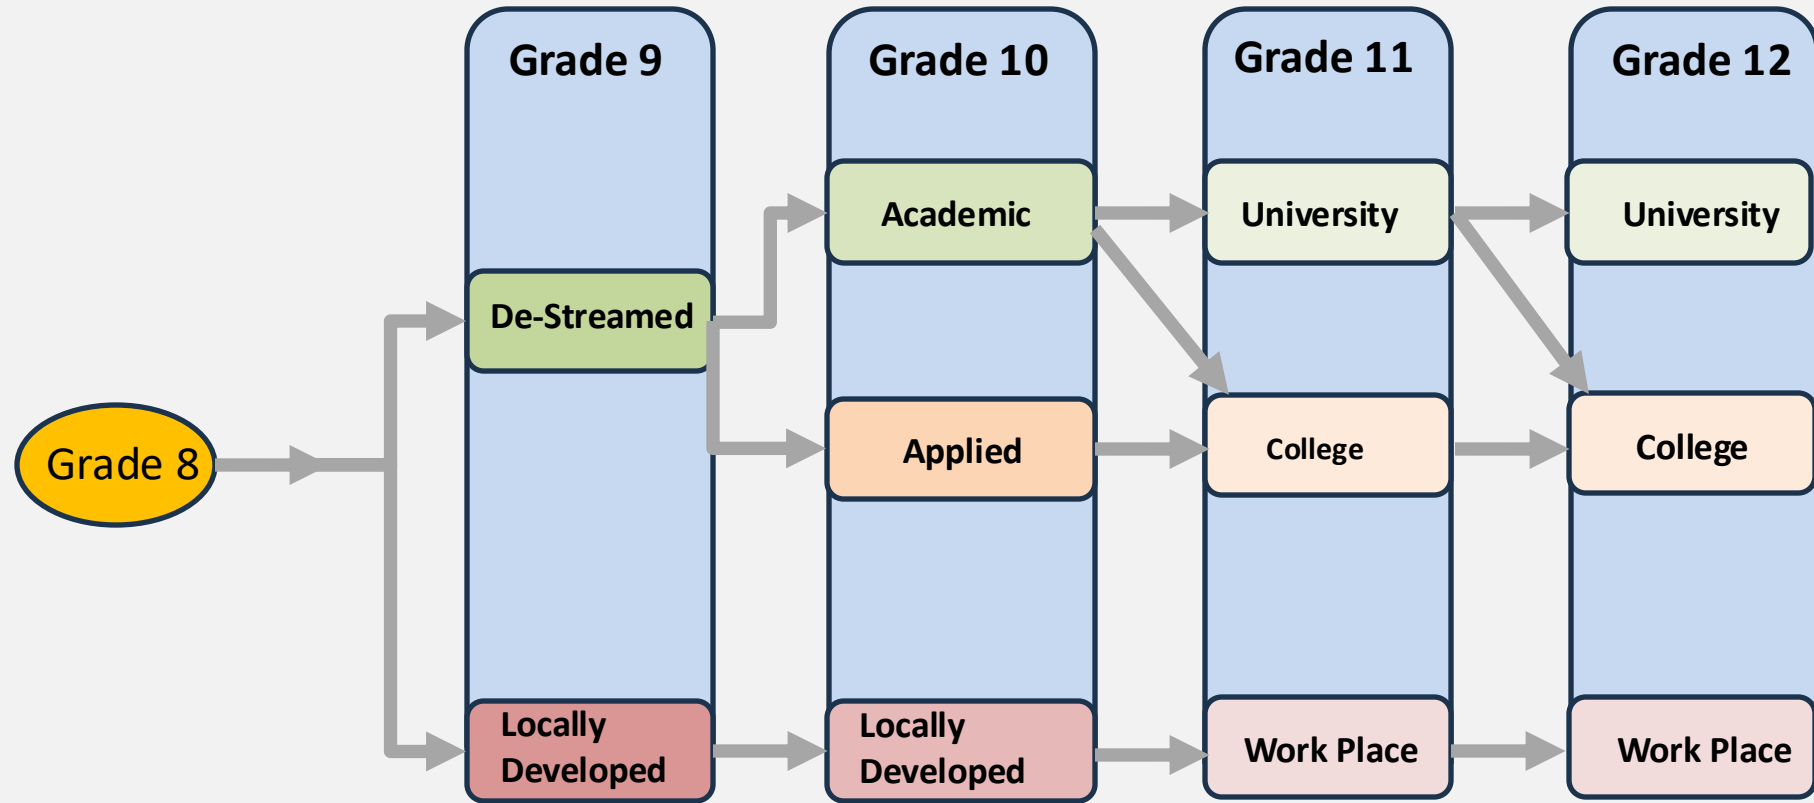 Grade 9
Grade 10
Grade 11
Grade 12
Academic
University
University
De-Streamed
Grade 8
Applied
College
College
Locally
Developed
Locally
Developed
Work Place
Work Place